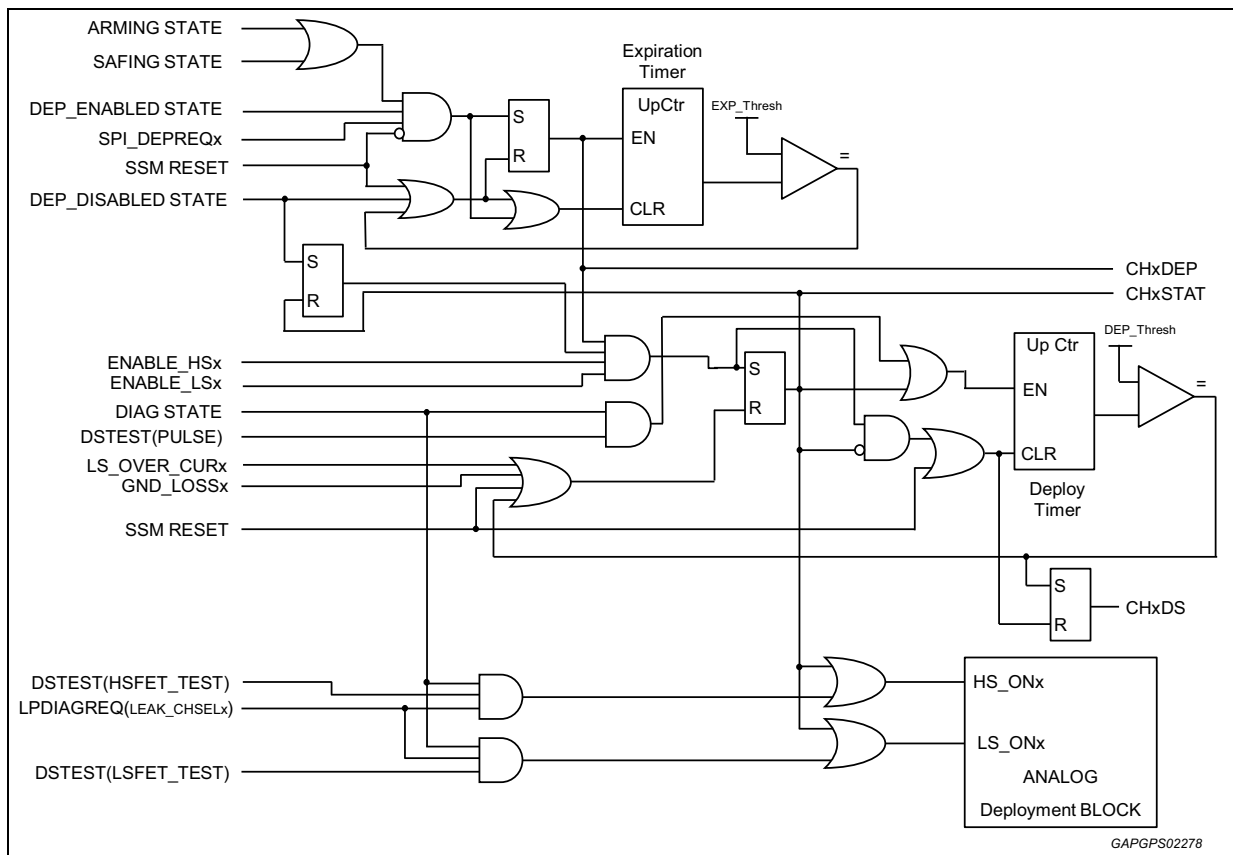 ARMING STATE
SAFING STATE
DEP_ENABLED STATE
SPI_DEPREQx
SSM RESET
DEP_DISABLED STATE
Expiration
Timer
UpCtr
EN
CLR
EXP_Thresh
=
S
R
S
R
CHxDEP
CHxSTAT
ENABLE_HSx
ENABLE_LSx
DIAG STATE
DSTEST(PULSE)
LS_OVER_CURx
GND_LOSSx
SSM RESET
S
R
Up Ctr
EN
CLR
Deploy
Timer
DEP_Thresh
=
S
R
CHxDS
DSTEST(HSFET_TEST)
LPDIAGREQ(LEAK_CHSELx)
DSTEST(LSFET_TEST)
HS_ONx
LS_ONx
ANALOG
Deployment BLOCK
GAPGPS02278